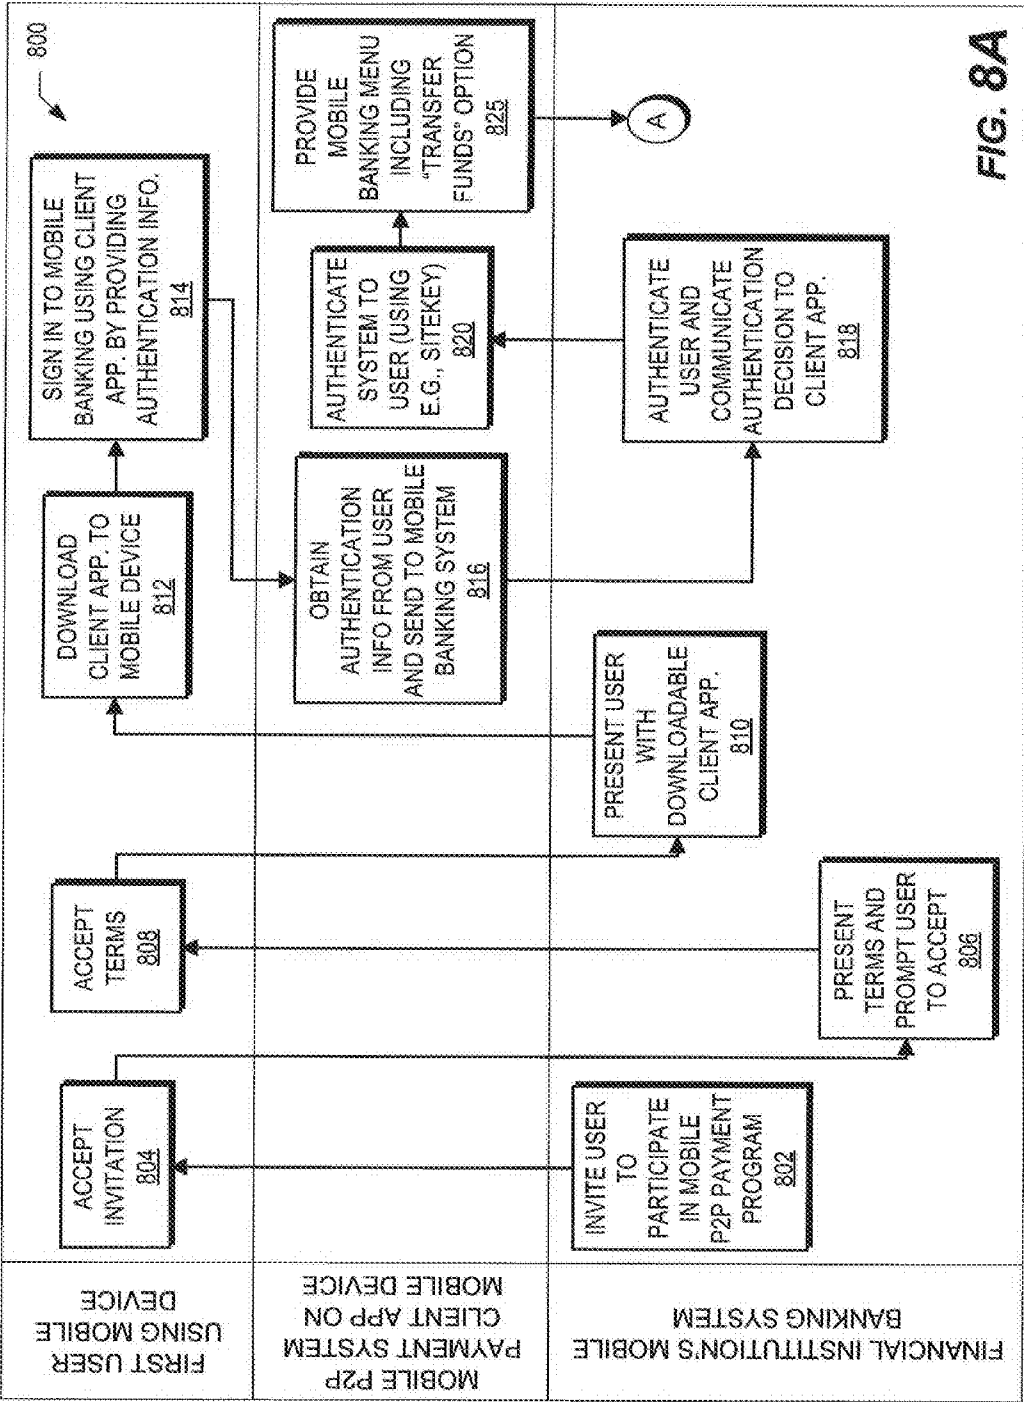 800
FIRST USER
USING MOBILE
DEVICE
ACCEPT
INVITATION
804
ACCEPT
TERMS
808
DOWNLOAD
CLIENT APP. TO
MOBILE DEVICE
812
SIGN IN TO MOBILE
BANKING USING CLIENT
APP. BY PROVIDING
AUTHENTICATION INFO.
814
MOBILE P2P
PAYMENT SYSTEM
CLIENT APP ON
MOBILE DEVICE
OBTAIN
AUTHENTICATION
INFO FROM USER
AND SEND TO MOBILE
BANKING SYSTEM
816
AUTHENTICATE
SYSTEM TO
USER (USING
E.G., SITEKEY)
820
PROVIDE
MOBILE
BANKING MENU
INCLUDING
"TRANSFER
FUNDS" OPTION
825
FINANCIAL INSTITUTION'S MOBILE
BANKING SYSTEM
INVITE USER
TO
PARTICIPATE
IN MOBILE
P2P PAYMENT
PROGRAM
802
PRESENT
TERMS AND
PROMPT USER
TO ACCEPT
806
PRESENT USER
WITH
DOWNLOADABLE
CLIENT APP.
810
AUTHENTICATE
USER AND
COMMUNICATE
AUTHENTICATION
DECISION TO
CLIENT APP.
818
A
FIG. 8A